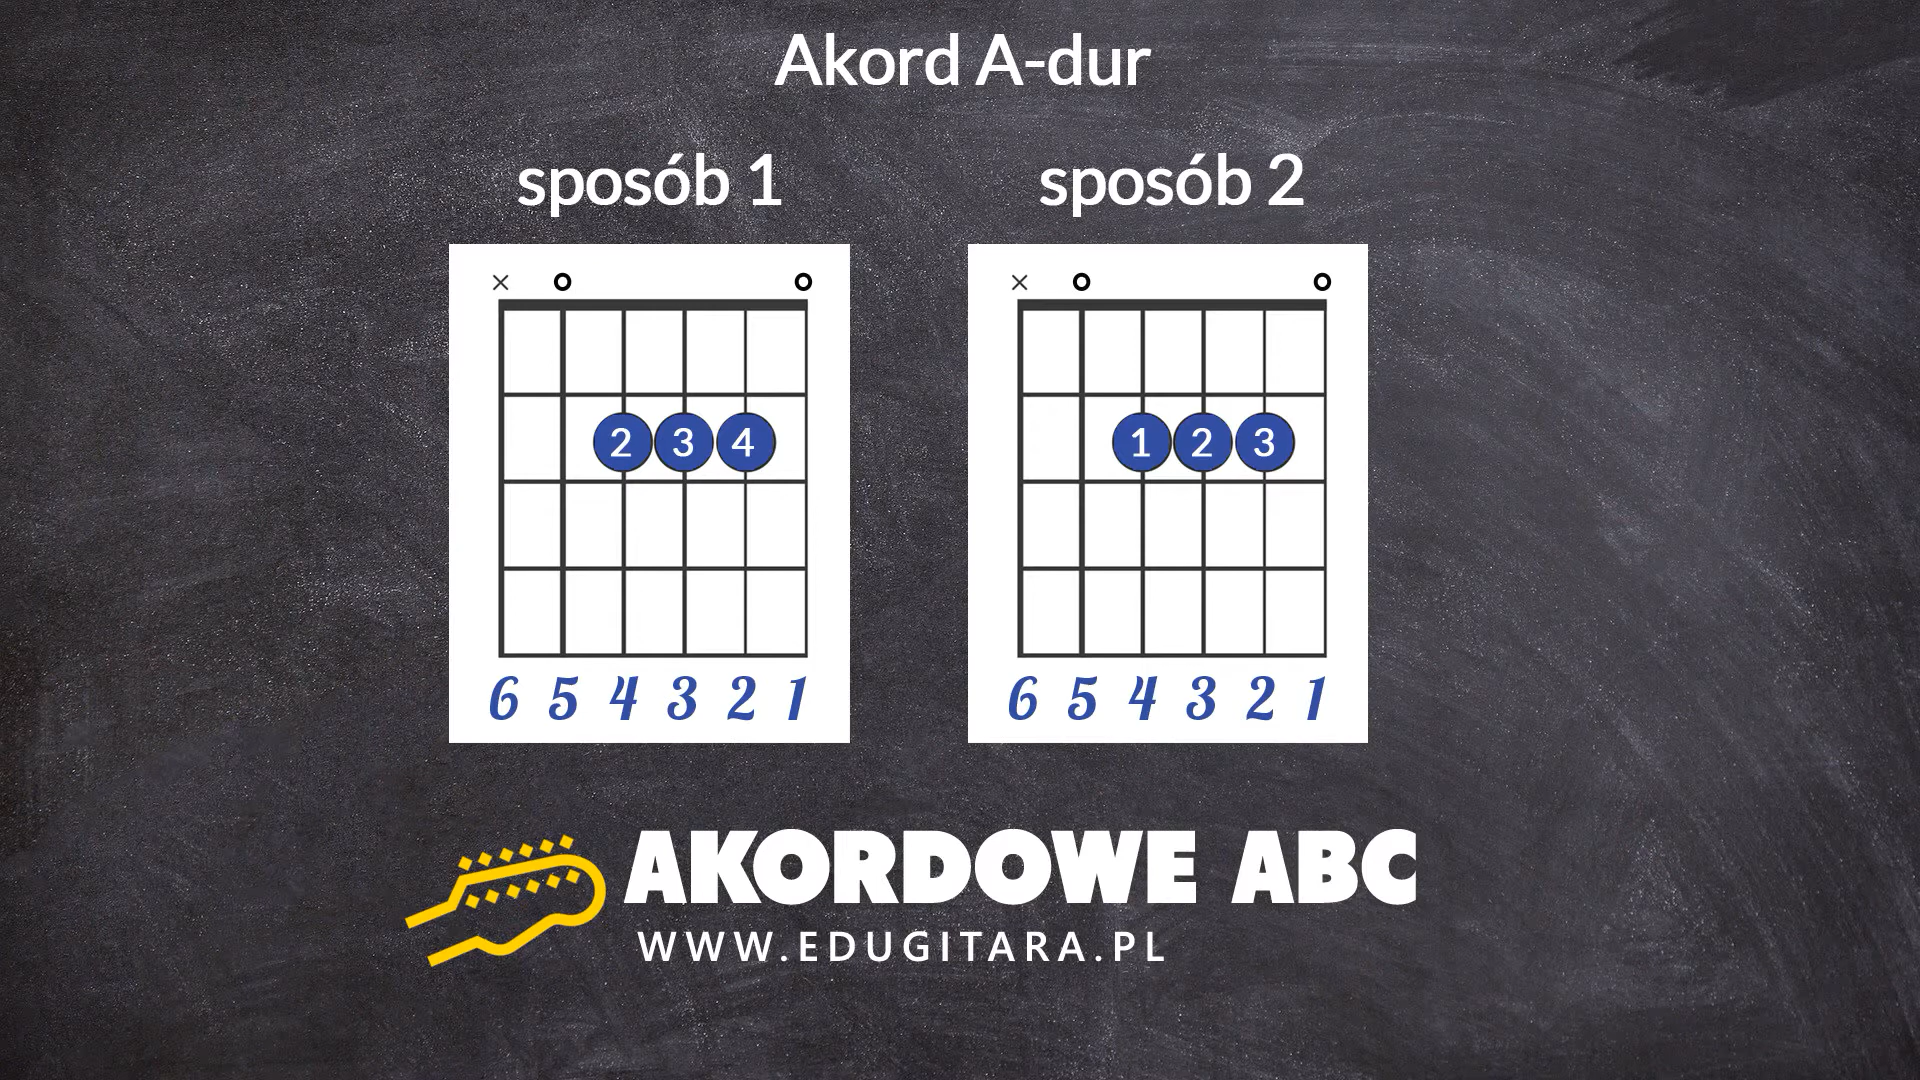 Akord A-dur
sposób 1
sposób 2
× o o
× o o
2 3 4
1 2 3
6 5 4 3 2 1
6 5 4 3 2 1
AKORDOWE ABC
WWW.EDUGITARA.PL